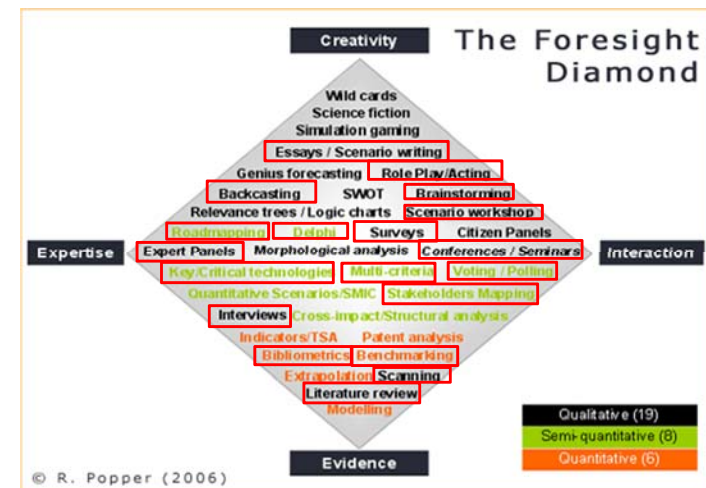 Creativity
The Foresight
Diamond
Wild cards
Science fiction
Simulation gaming
Essays / Scenario writing
Genius forecasting Role Play/Acting
Backcasting SWOT Brainstorming
Relevance trees / Logic charts Scenario workshop
Roadmapping Delphi Surveys Citizen Panels
Expertise Expert Panels Morphological analysis Conferences / Seminars Interaction
Key/Critical technologies Multi-criteria Voting / Polling
Quantitative Scenarios/SMIC Stakeholders Mapping
Interviews Cross-impact/Structural analysis
Indicators/TSA Patent analysis
Bibliometrics Benchmarking
Extrapolation Scanning
Literature review
Modelling
Qualitative (19)
Semi-quantitative (8)
Quantitative (6)
Evidence
© R. Popper (2006)